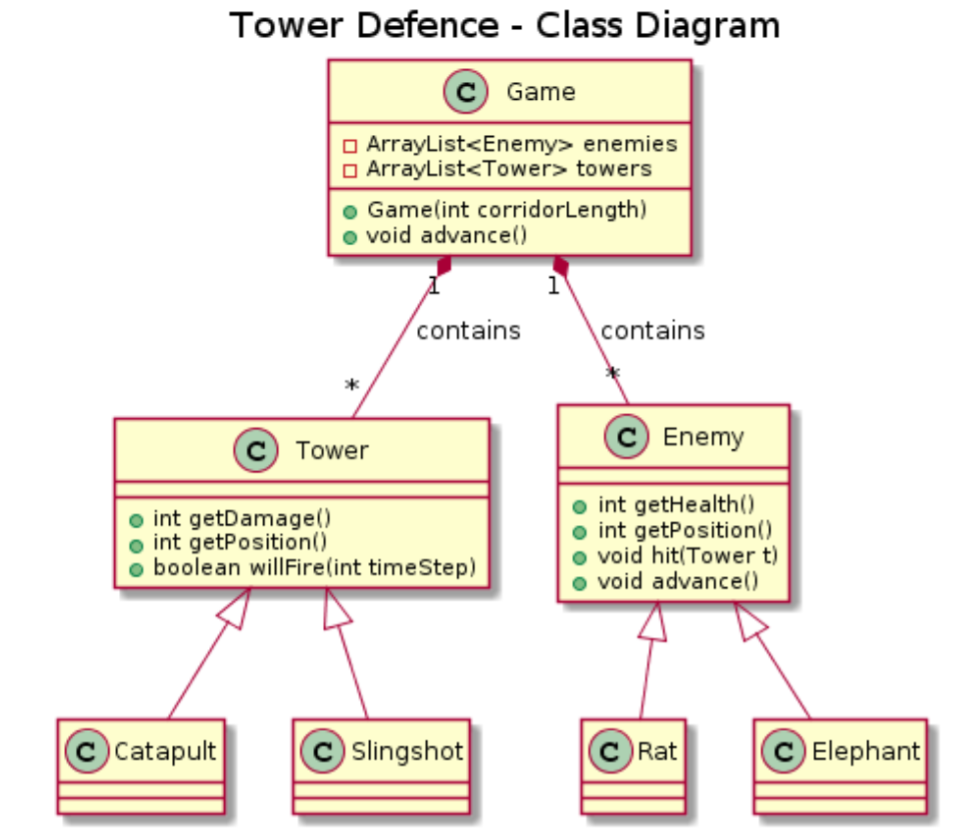 Tower Defence - Class Diagram
C Game
ArrayList<Enemy> enemies
ArrayList<Tower> towers
Game(int corridorLength)
void advance()
1
1
contains
contains
*
*
C Tower
int getDamage()
int getPosition()
boolean willFire(int timeStep)
C Enemy
int getHealth()
int getPosition()
void hit(Tower t)
void advance()
C Catapult
C Slingshot
C Rat
C Elephant